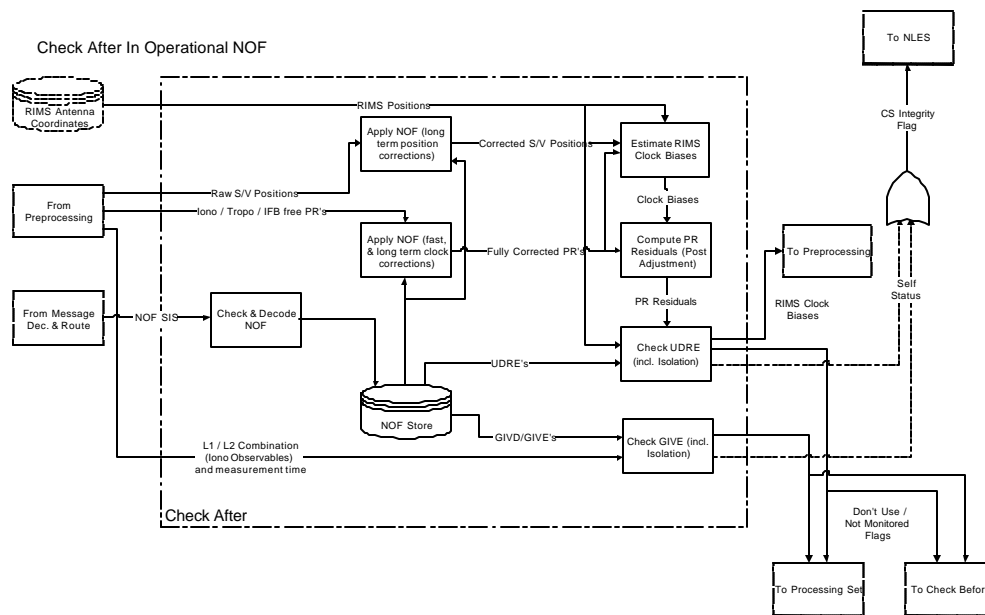 Check After In Operational NOF
To NLES
CS Integrity
Flag
RIMS Antenna
Coordinates
RIMS Positions
Apply NOF (long
term position
corrections)
Corrected S/V Positions
Estimate RIMS
Clock Biases
Raw S/V Positions
From
Preprocessing
Iono / Tropo / IFB free PR's
Clock Biases
Apply NOF (fast,
& long term clock
corrections)
Fully Corrected PR's
Compute PR
Residuals (Post
Adjustment)
To Preprocessing
Self
Status
PR Residuals
RIMS Clock
Biases
From Message
Dec. & Route
NOF SIS
Check & Decode
NOF
Check UDRE
(incl. Isolation)
UDRE's
NOF Store
GIVD/GIVE's
Check GIVE (incl.
Isolation)
L1 / L2 Combination
(Iono Observables)
and measurement time
Check After
Don't Use /
Not Monitored
Flags
To Processing Set
To Check Befor